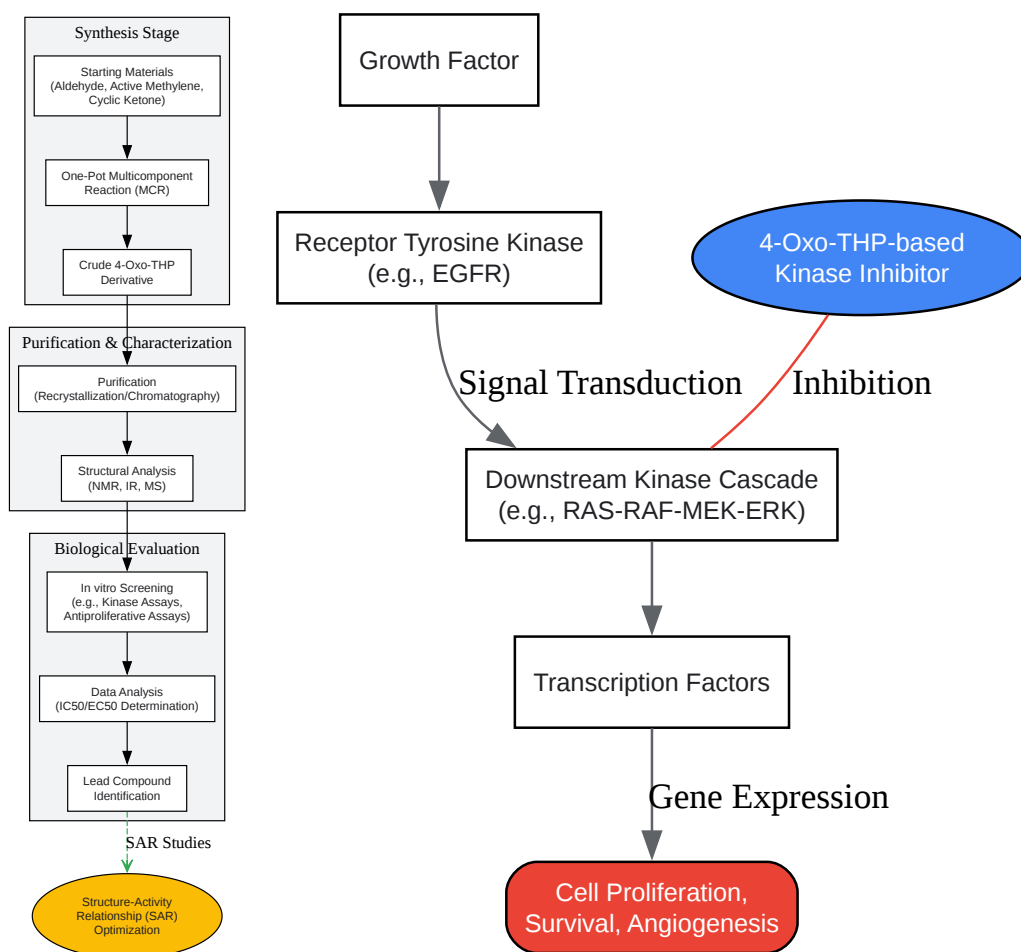 Synthesis Stage
Starting Materials
(Aldehyde, Active Methylene,
Cyclic Ketone)
One-Pot Multicomponent
Reaction (MCR)
Crude 4-Oxo-THP
Derivative
Purification & Characterization
Purification
(Recrystallization/Chromatography)
Structural Analysis
(NMR, IR, MS)
Biological Evaluation
In vitro Screening
(e.g., Kinase Assays,
Antiproliferative Assays)
Data Analysis
(IC50/EC50 Determination)
Lead Compound
Identification
SAR Studies
Structure-Activity
Relationship (SAR)
Optimization
Growth Factor
Receptor Tyrosine Kinase
(e.g., EGFR)
4-Oxo-THP-based
Kinase Inhibitor
Signal Transduction
Inhibition
Downstream Kinase Cascade
(e.g., RAS-RAF-MEK-ERK)
Transcription Factors
Gene Expression
Cell Proliferation,
Survival, Angiogenesis